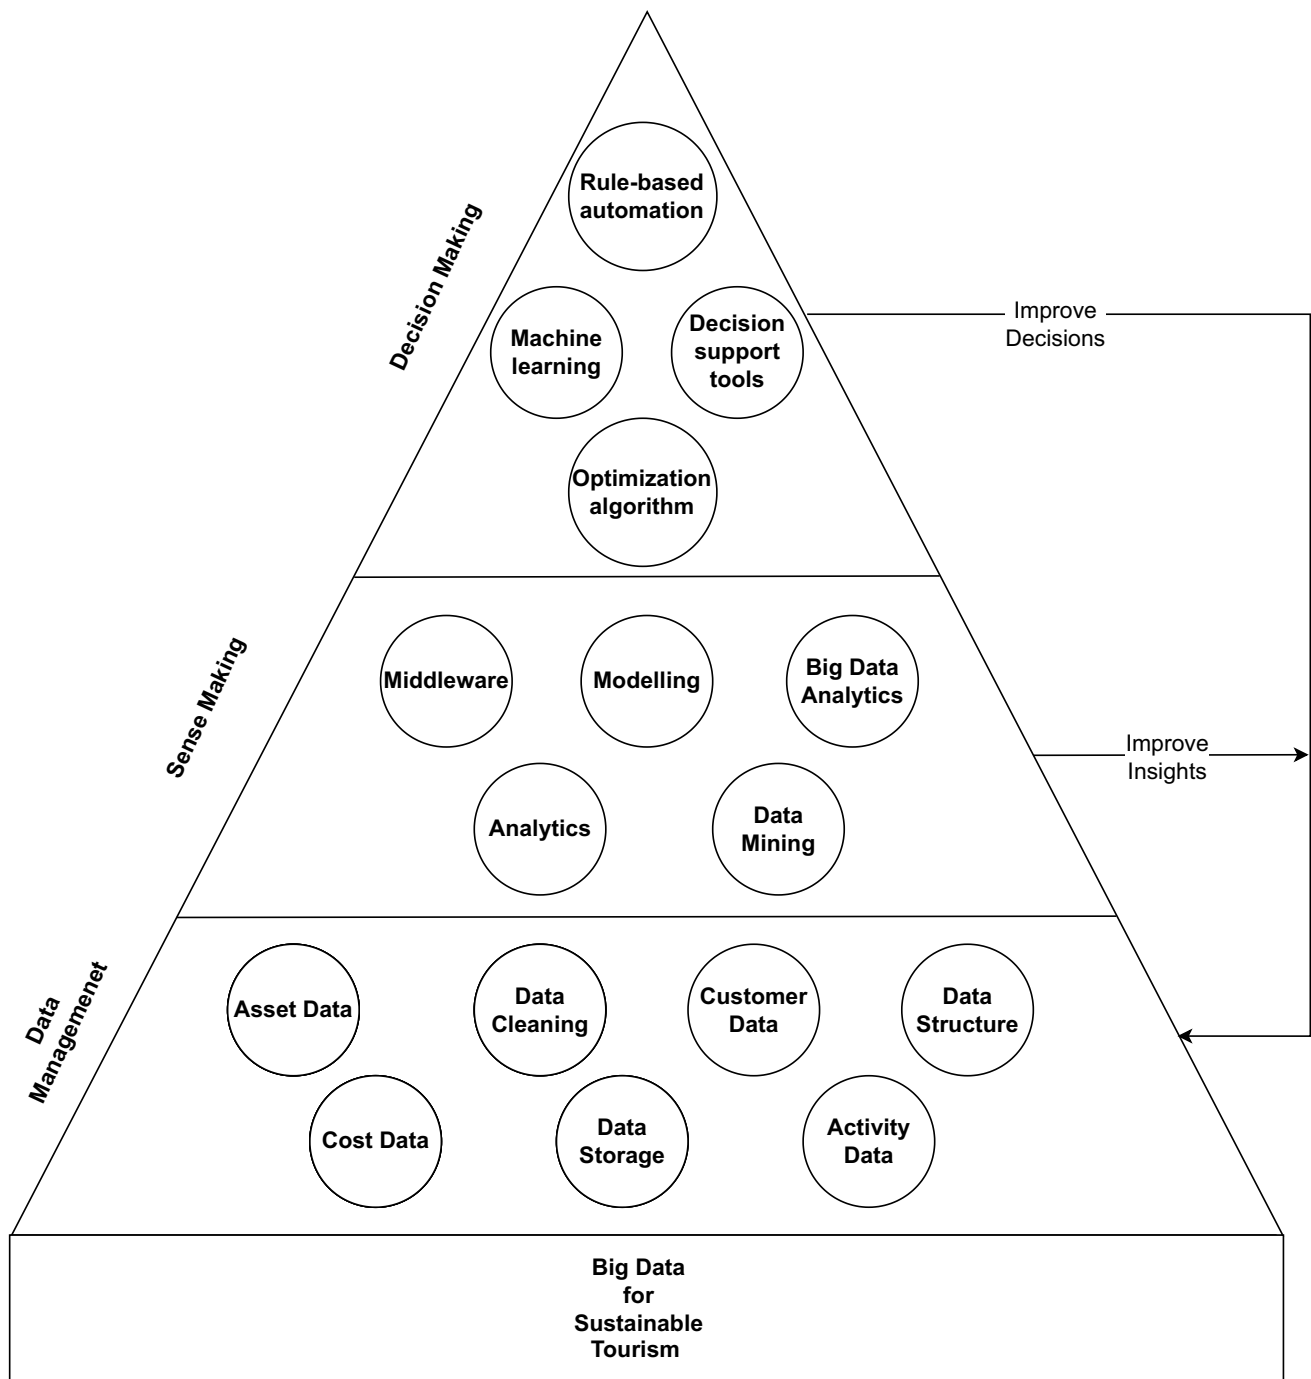 Rule-based
automation
Decision Making
Machine
learning
Decision
support
tools
Improve
Decisions
Optimization
algorithm
Sense Making
Middleware
Modelling
Big Data
Analytics
Improve
Insights
Analytics
Data
Mining
Data
Managemenet
Asset Data
Data
Cleaning
Customer
Data
Data
Structure
Cost Data
Data
Storage
Activity
Data
Big Data
for
Sustainable
Tourism